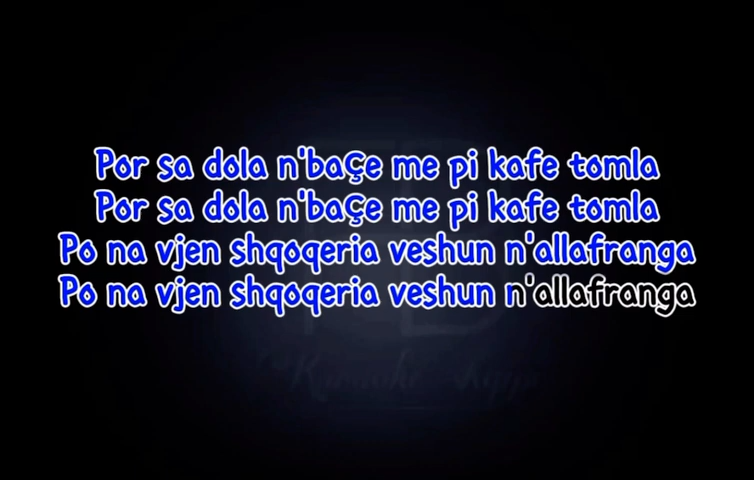 Por sa dola n'baçe me pi kafe tomla
Por sa dola n'baçe me pi kafe tomla
Po na vjen shqoqeria veshun n'allafranga
Po na vjen shqoqeria veshun n'allafranga